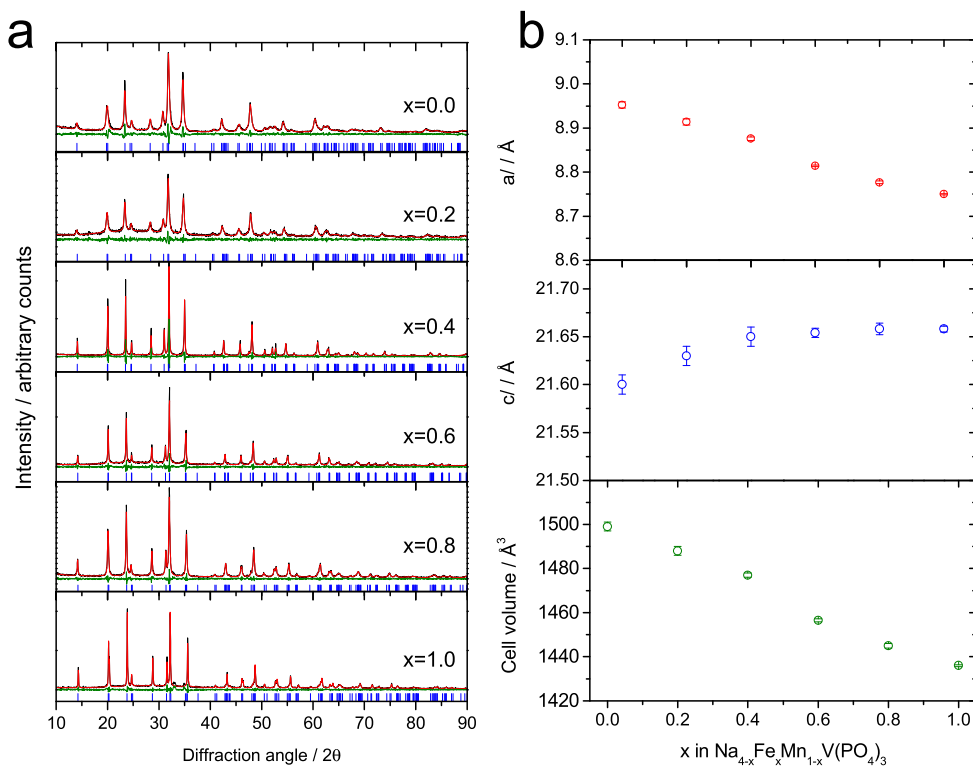 a
x=0.0
x=0.2
x=0.4
x=0.6
x=0.8
x=1.0
Intensity / arbitrary counts
10 20 30 40 50 60 70 80 90
Diffraction angle / 2θ
b
9.1
9.0
8.9
8.8
8.7
8.6
a/ / Å
21.70
21.65
21.60
21.55
21.50
c/ / Å
1500
1480
1460
1440
1420
Cell volume / Å³
0.0 0.2 0.4 0.6 0.8 1.0
x in Na₄₋ₓFeₓMn₁₋ₓV(PO₄)₃